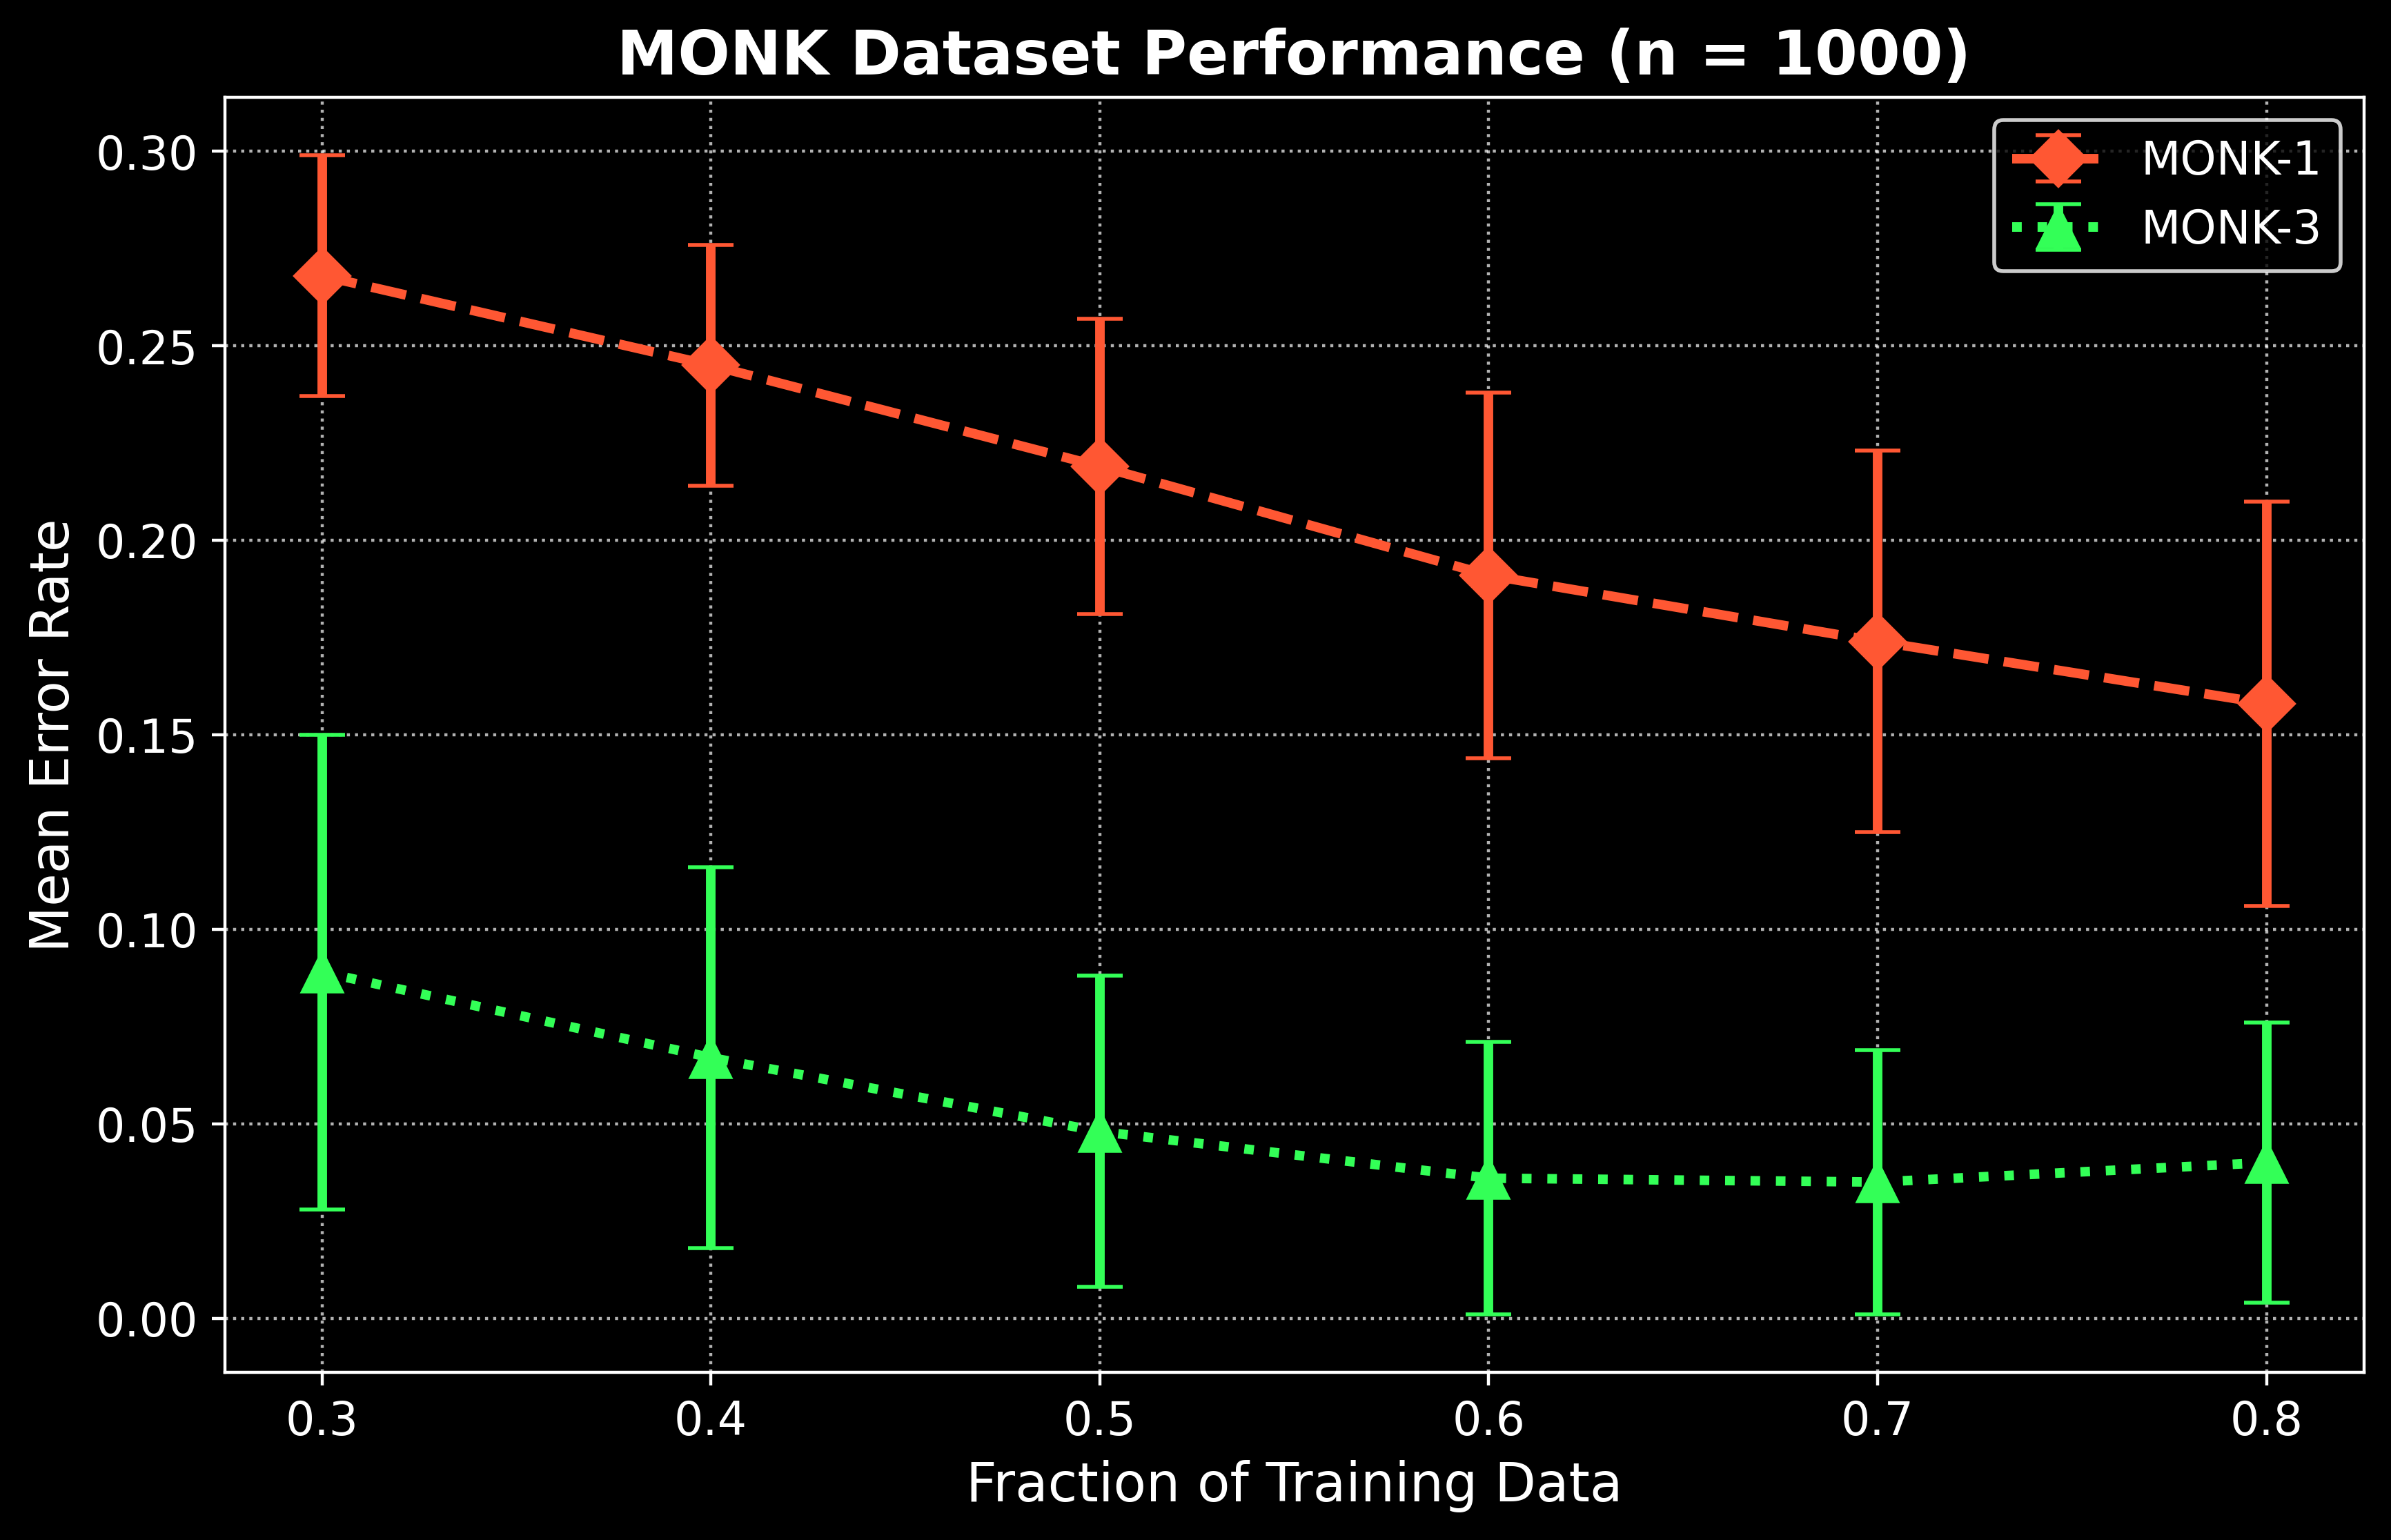 MONK Dataset Performance (n = 1000)
MONK-1
MONK-3
Mean Error Rate
0.30
0.25
0.20
0.15
0.10
0.05
0.00
0.3 0.4 0.5 0.6 0.7 0.8
Fraction of Training Data